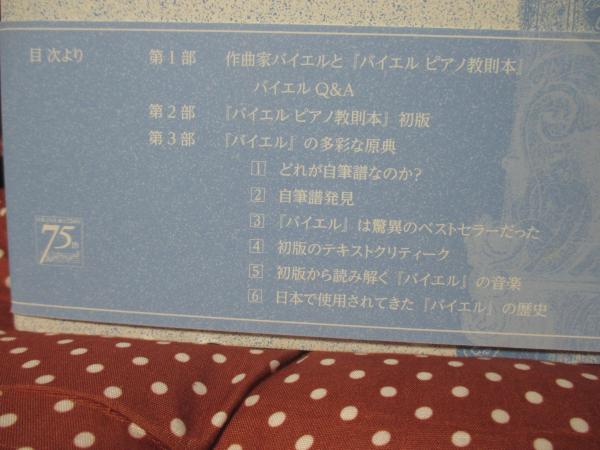 目次より
第1部 作曲家バイエルと『バイエル ピアノ教則本』
バイエル Q&A
第2部 『バイエル ピアノ教則本』初版
第3部 『バイエル』の多彩な原典
1 どれが自筆譜なのか?
2 自筆譜発見
3 『バイエル』は驚異のベストセラーだった
4 初版のテキストクリティーク
5 初版から読み解く『バイエル』の音楽
6 日本で使用されてきた『バイエル』の歴史
75th